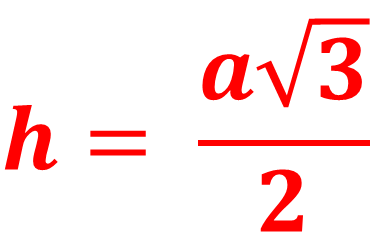 h = a√3 / 2